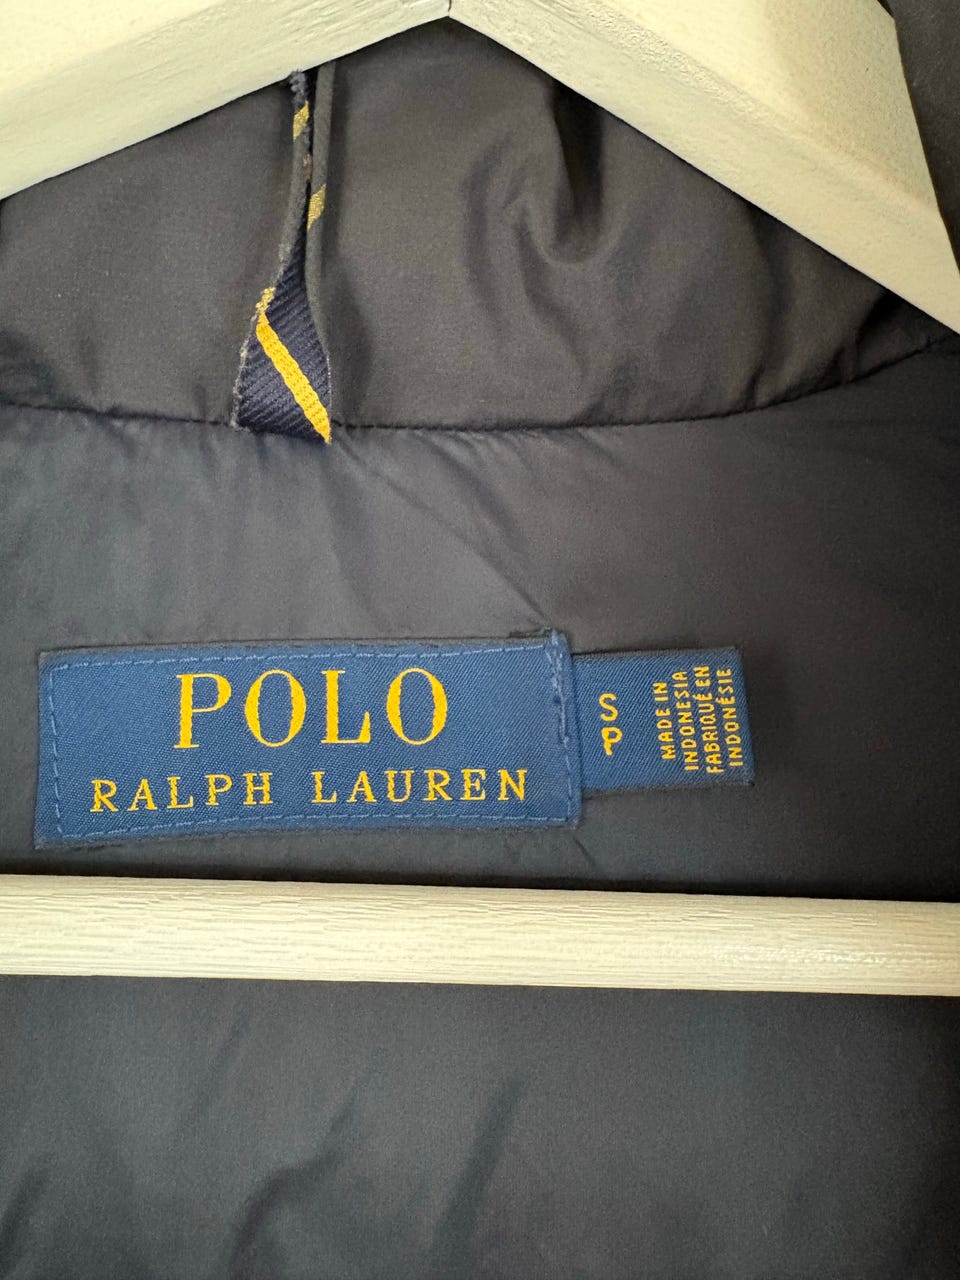 POLO
RALPH LAUREN
S
P
MADE IN
INDONESIA
FABRIQUÉ EN
INDONÉSIE